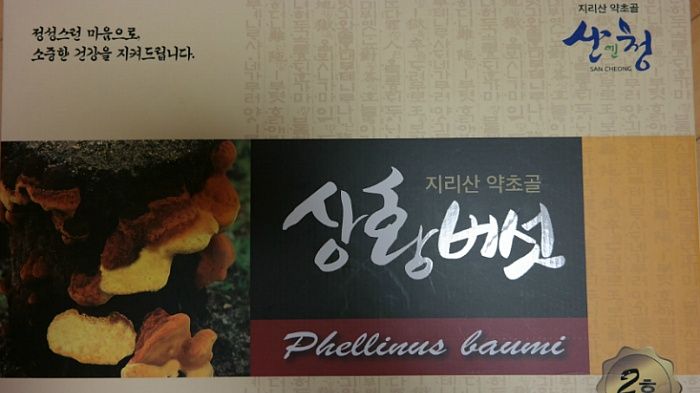 정성스런 마음으로
소중한 건강을 지켜드립니다.
지리산 약초골
산엔청
SAN CHEONG
지리산 약초골
상황버섯
Phellinus baumi
2호